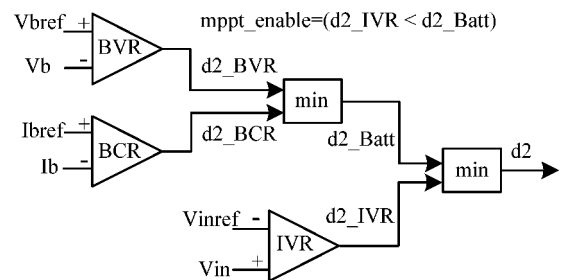 Vbref + mppt_enable=(d2_IVR < d2_Batt)
BVR
Vb -
d2_BVR
min
Ibref +
d2_BCR
BCR
Ib -
d2_Batt
d2
min
Vinref -
d2_IVR
IVR
Vin +